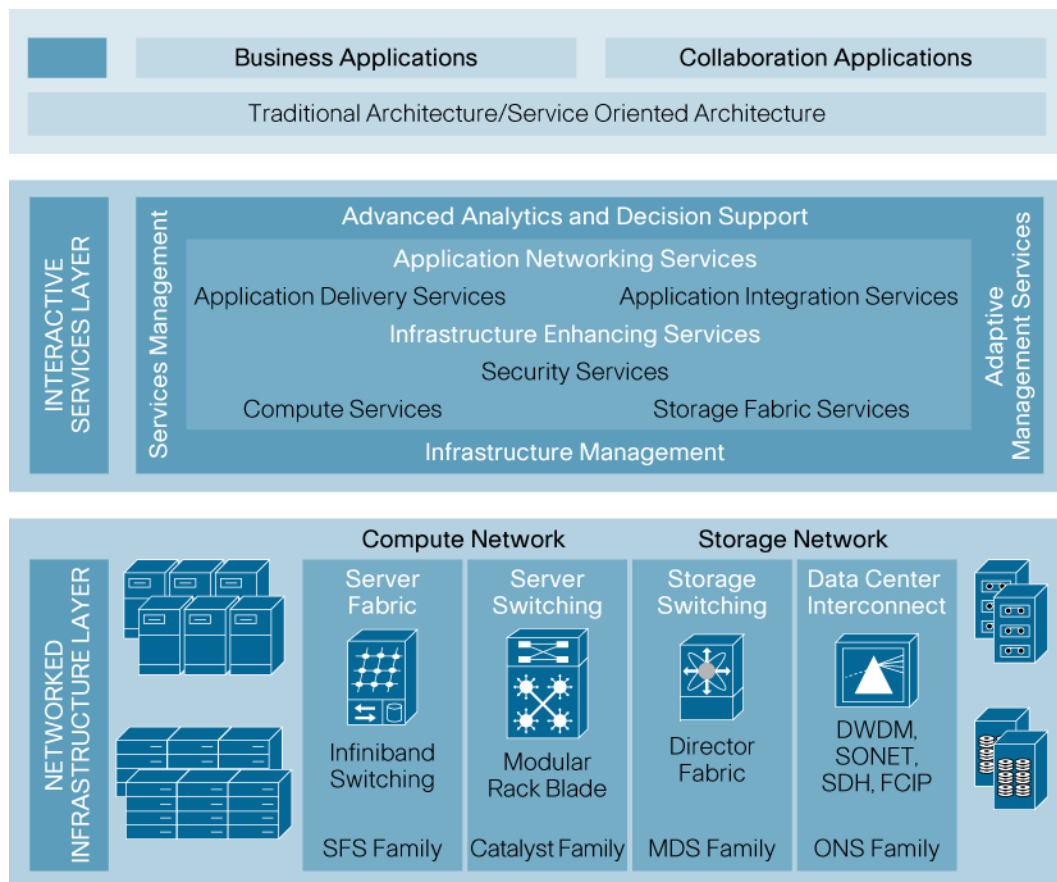 Business Applications
Collaboration Applications
Traditional Architecture/Service Oriented Architecture
INTERACTIVE
SERVICES LAYER
Services Management
Advanced Analytics and Decision Support
Application Networking Services
Application Delivery Services
Application Integration Services
Infrastructure Enhancing Services
Security Services
Compute Services
Storage Fabric Services
Infrastructure Management
Adaptive
Management Services
NETWORKED
INFRASTRUCTURE LAYER
Compute Network
Storage Network
Server
Fabric
Infiniband
Switching
SFS Family
Server
Switching
Modular
Rack Blade
Catalyst Family
Storage
Switching
Director
Fabric
MDS Family
Data Center
Interconnect
DWDM,
SONET,
SDH, FCIP
ONS Family